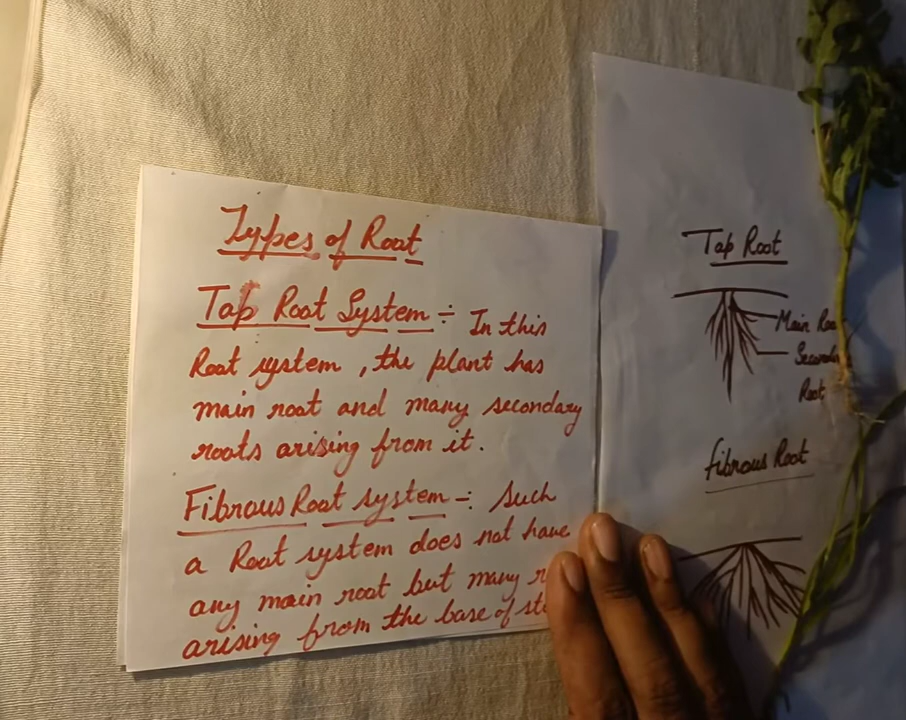 Types of Root
Tap Root System ÷ In this
Root system , the plant has
main root and many secondary
roots arising from it.
Fibrous Root system -: Such
a Root system does not have
any main root but many
arising from the base of
Tap Root
Main
Root
fibrous Root